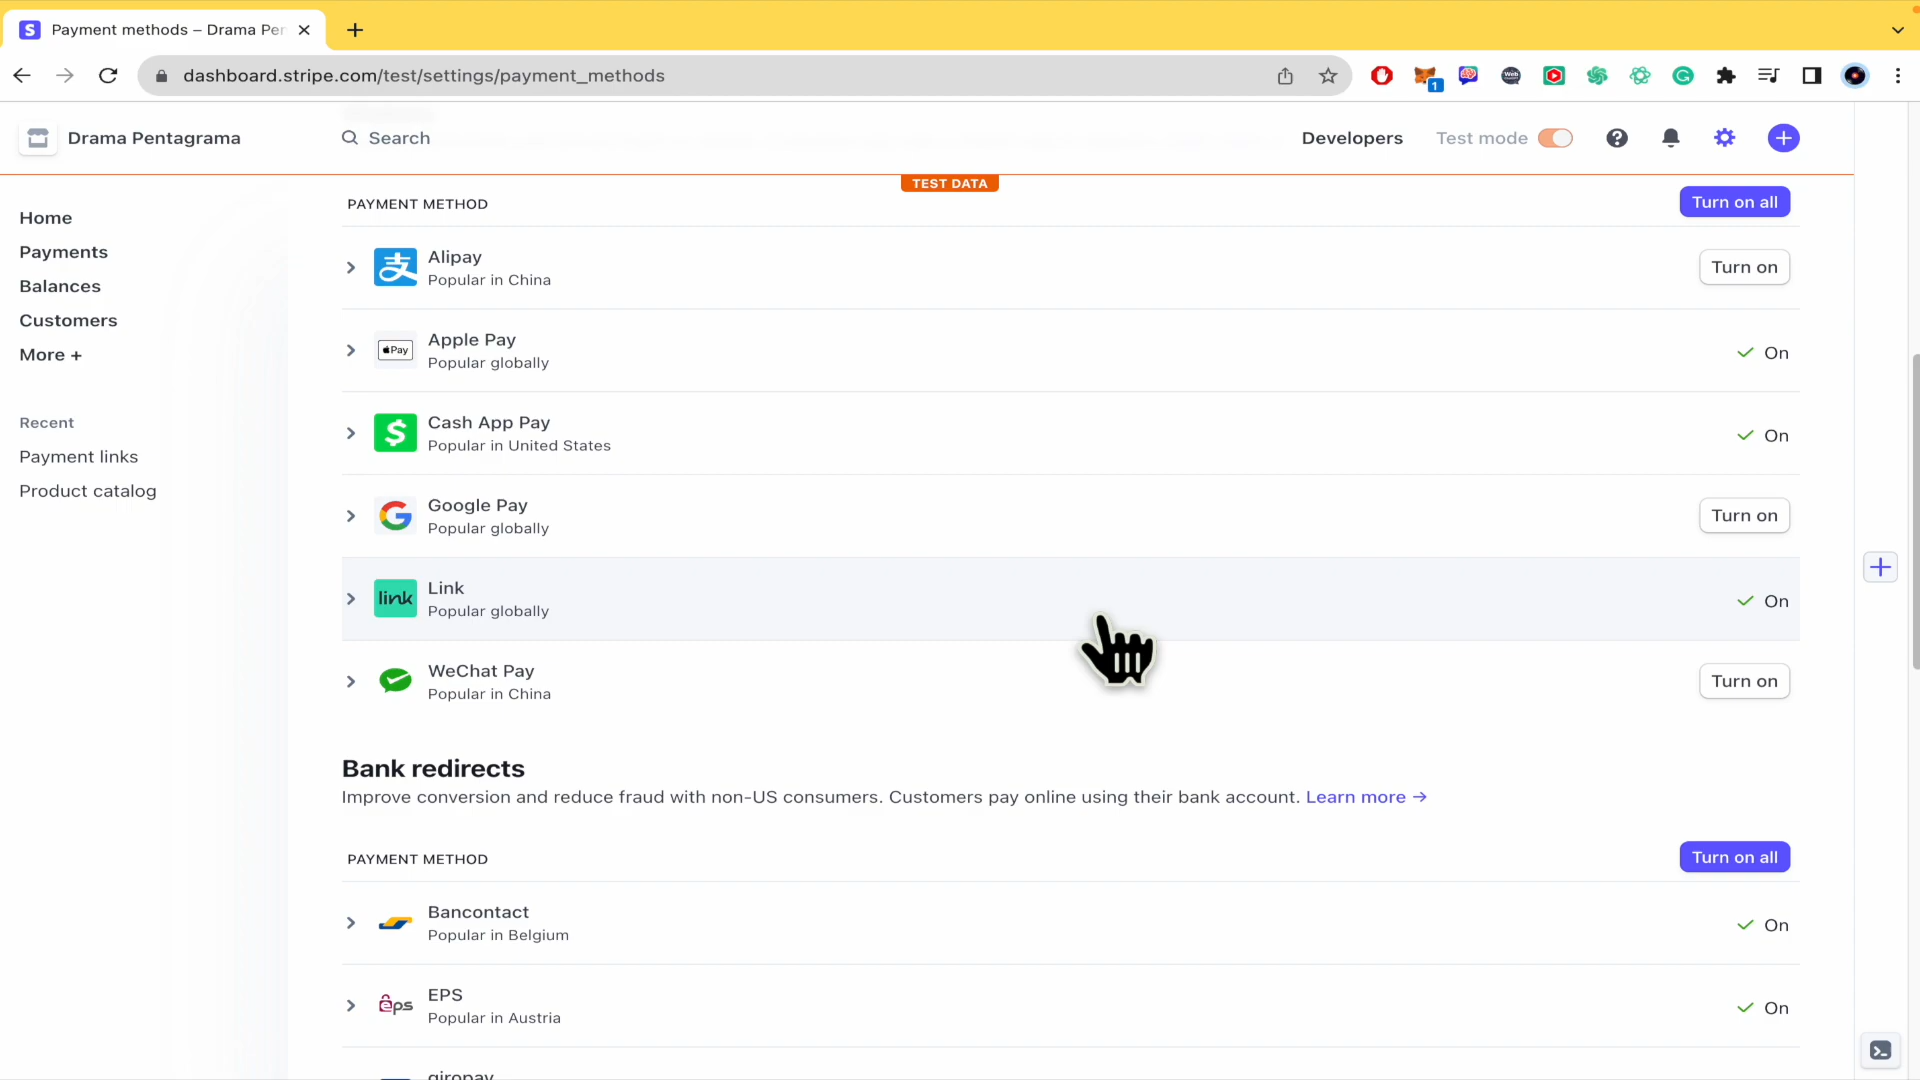 Payment methods – Drama Per
dashboard.stripe.com/test/settings/payment_methods
1
Drama Pentagrama
Search
Developers
Test mode
TEST DATA
Home
Payments
Balances
Customers
More +
Recent
Payment links
Product catalog
PAYMENT METHOD
Turn on all
支
Alipay
Popular in China
Turn on
Pay
Apple Pay
Popular globally
On
Cash App Pay
Popular in United States
On
Google Pay
Popular globally
Turn on
link
Link
Popular globally
On
WeChat Pay
Popular in China
Turn on
Bank redirects
Improve conversion and reduce fraud with non-US consumers. Customers pay online using their bank account. Learn more →
PAYMENT METHOD
Turn on all
Bancontact
Popular in Belgium
On
eps
EPS
Popular in Austria
On
giropay